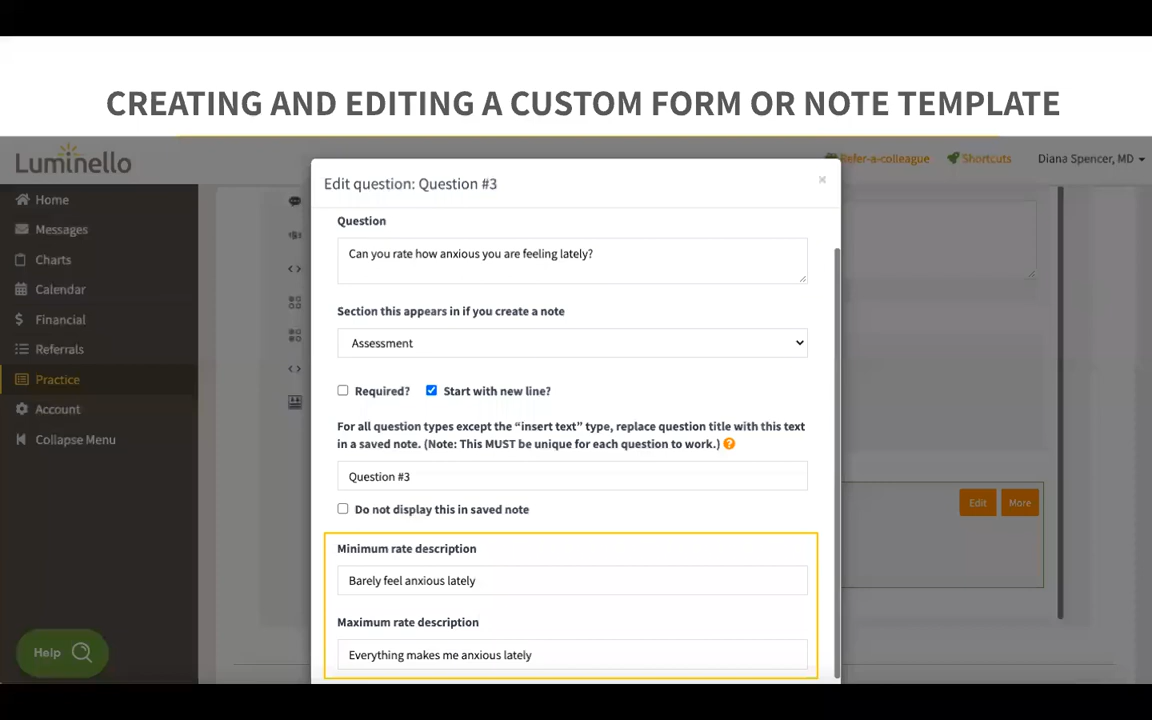 CREATING AND EDITING A CUSTOM FORM OR NOTE TEMPLATE
Luminello
Refer-a-colleague
Shortcuts
Diana Spencer, MD
Home
Messages
Charts
Calendar
Financial
Referrals
Practice
Account
Collapse Menu
Help
Edit question: Question #3
×
Question
Can you rate how anxious you are feeling lately?
Section this appears in if you create a note
Assessment
Required?
Start with new line?
For all question types except the “insert text” type, replace question title with this text
in a saved note. (Note: This MUST be unique for each question to work.) ?
Question #3
Do not display this in saved note
Minimum rate description
Barely feel anxious lately
Maximum rate description
Everything makes me anxious lately
Edit
More